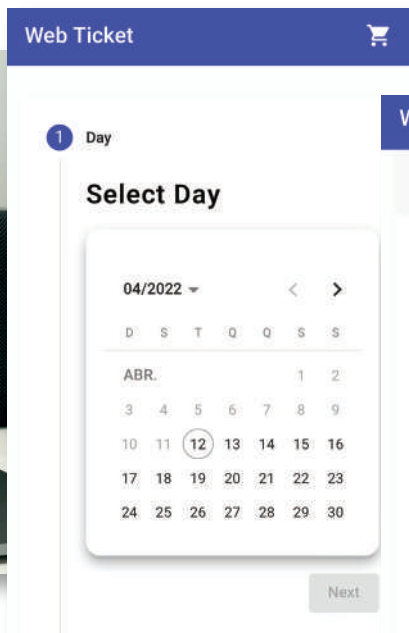 Web Ticket
1 Day
Select Day
04/2022
D S T Q Q S S
ABR. 1 2
3 4 5 6 7 8 9
10 11 12 13 14 15 16
17 18 19 20 21 22 23
24 25 26 27 28 29 30
Next